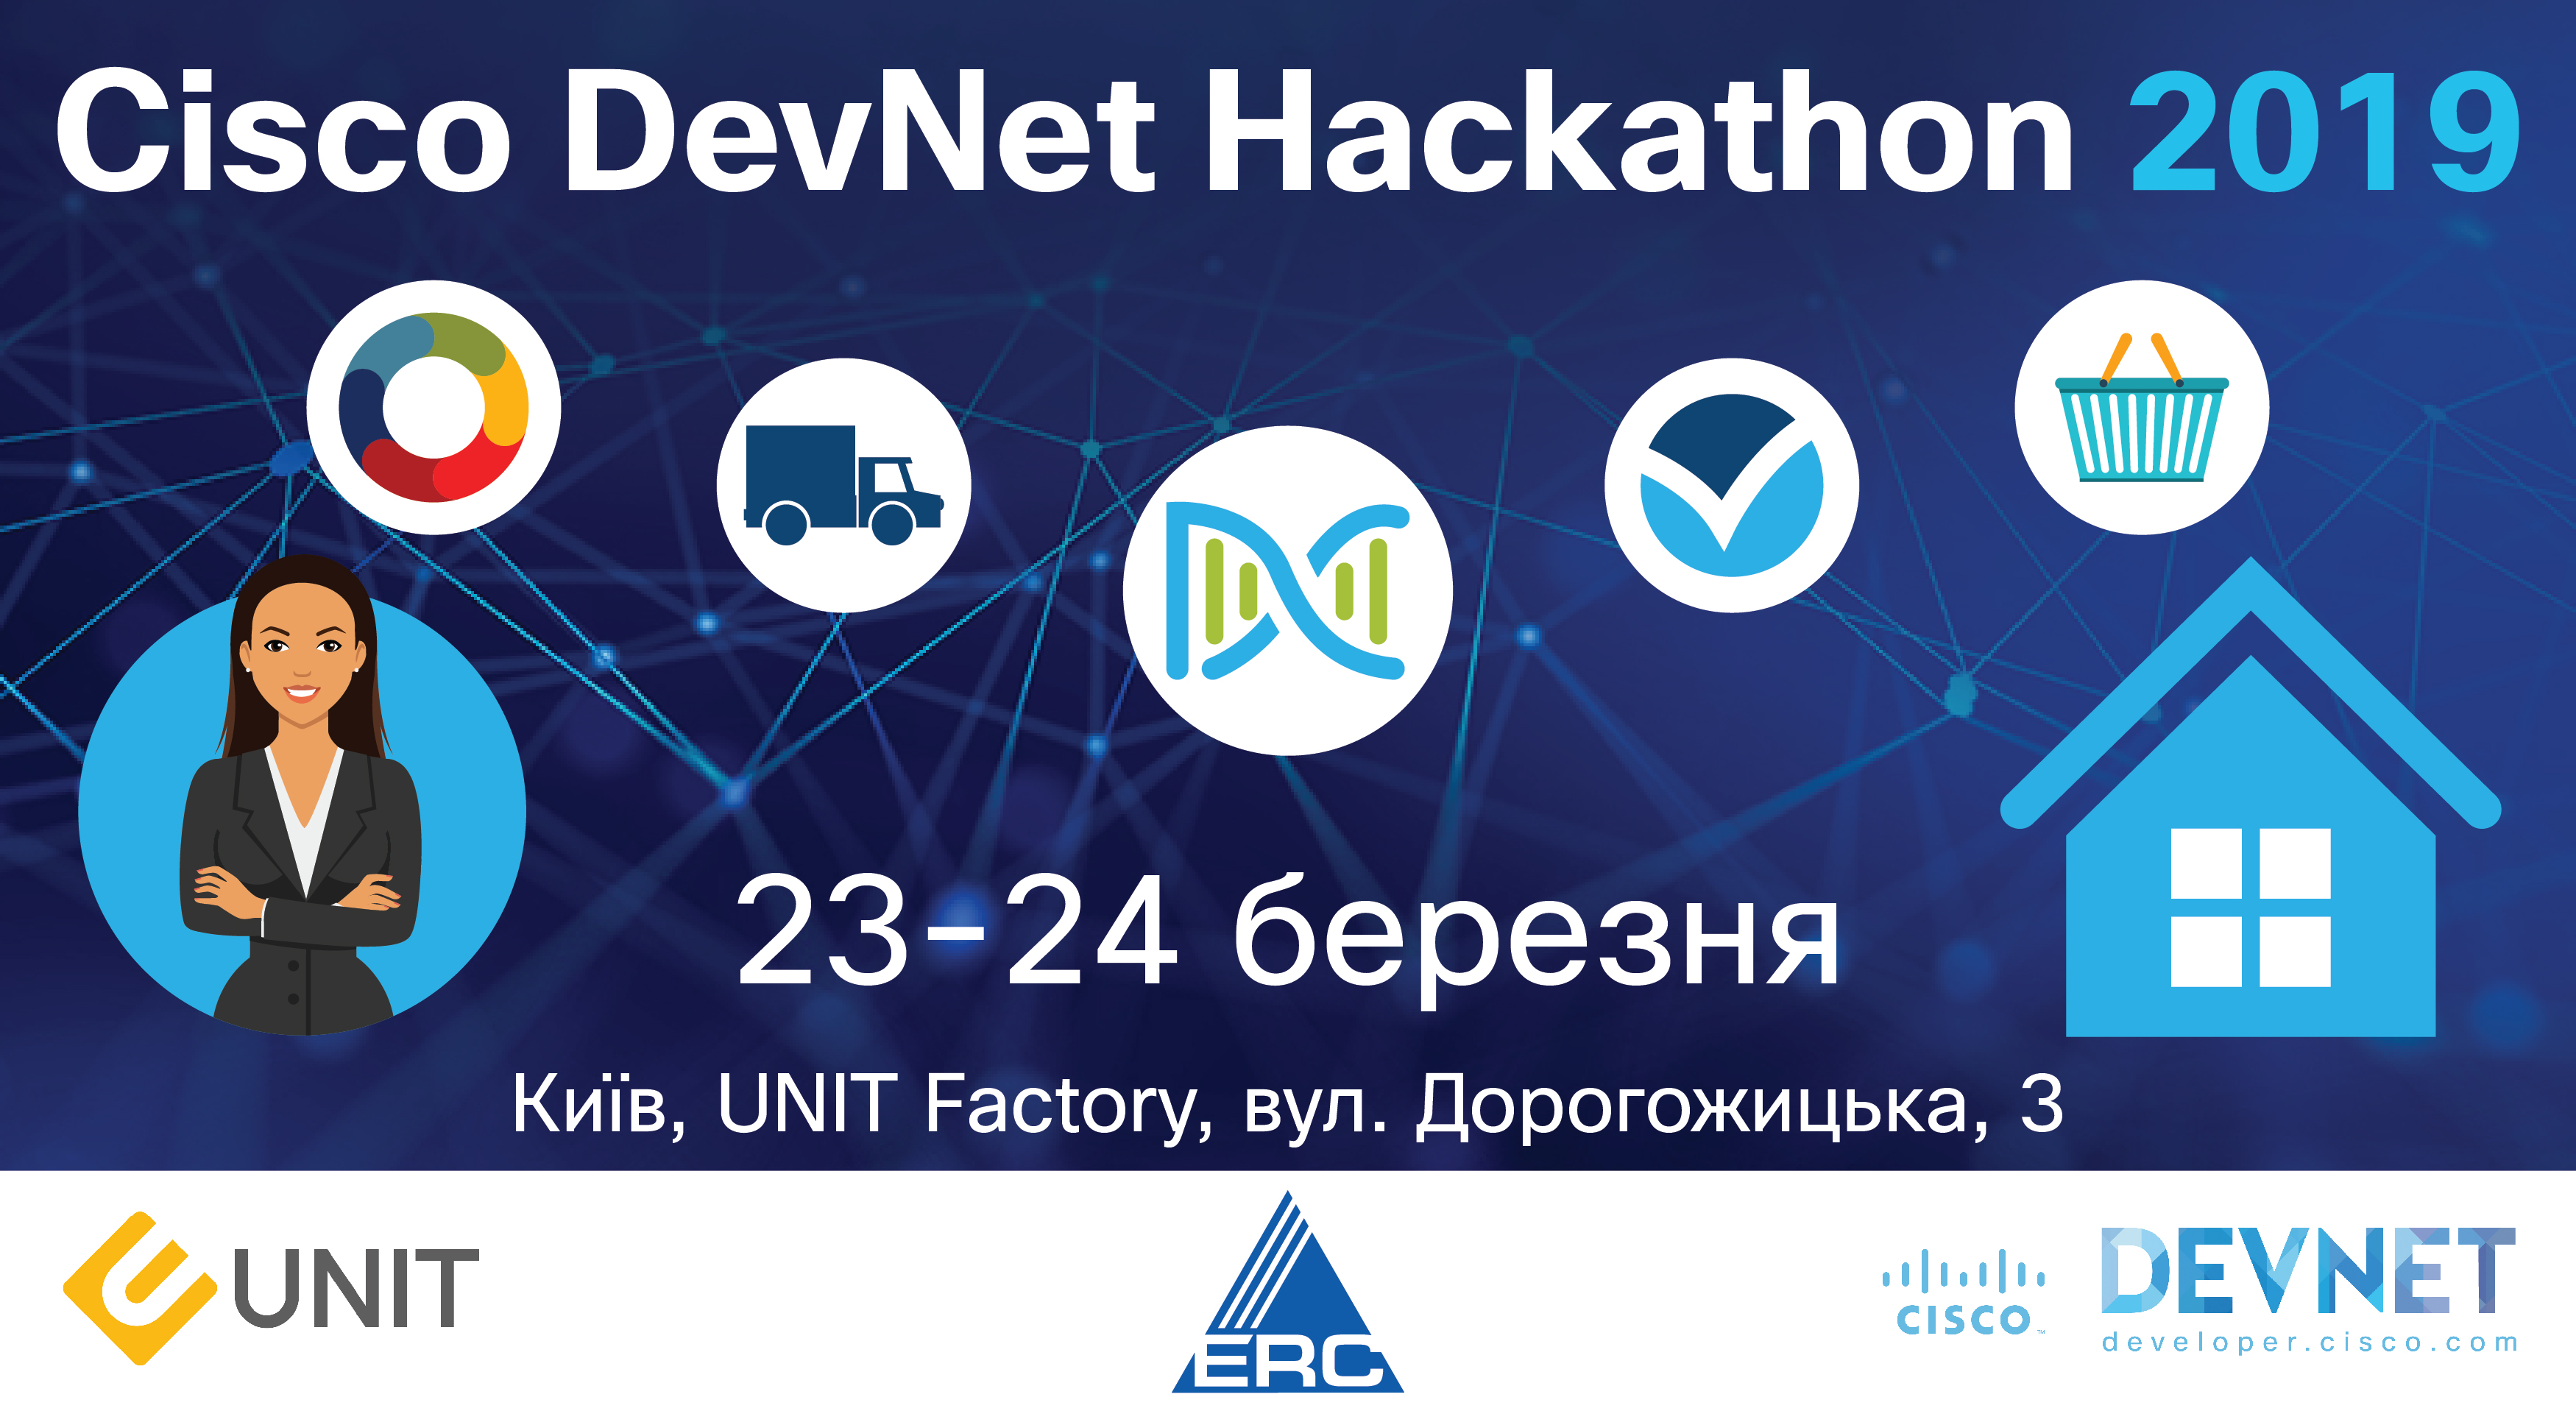 Cisco DevNet Hackathon 2019
23-24 березня
Київ, UNIT Factory, вул. Дорогожицька, 3
UNIT
ERC
CISCO™
DEVNET
developer.cisco.com